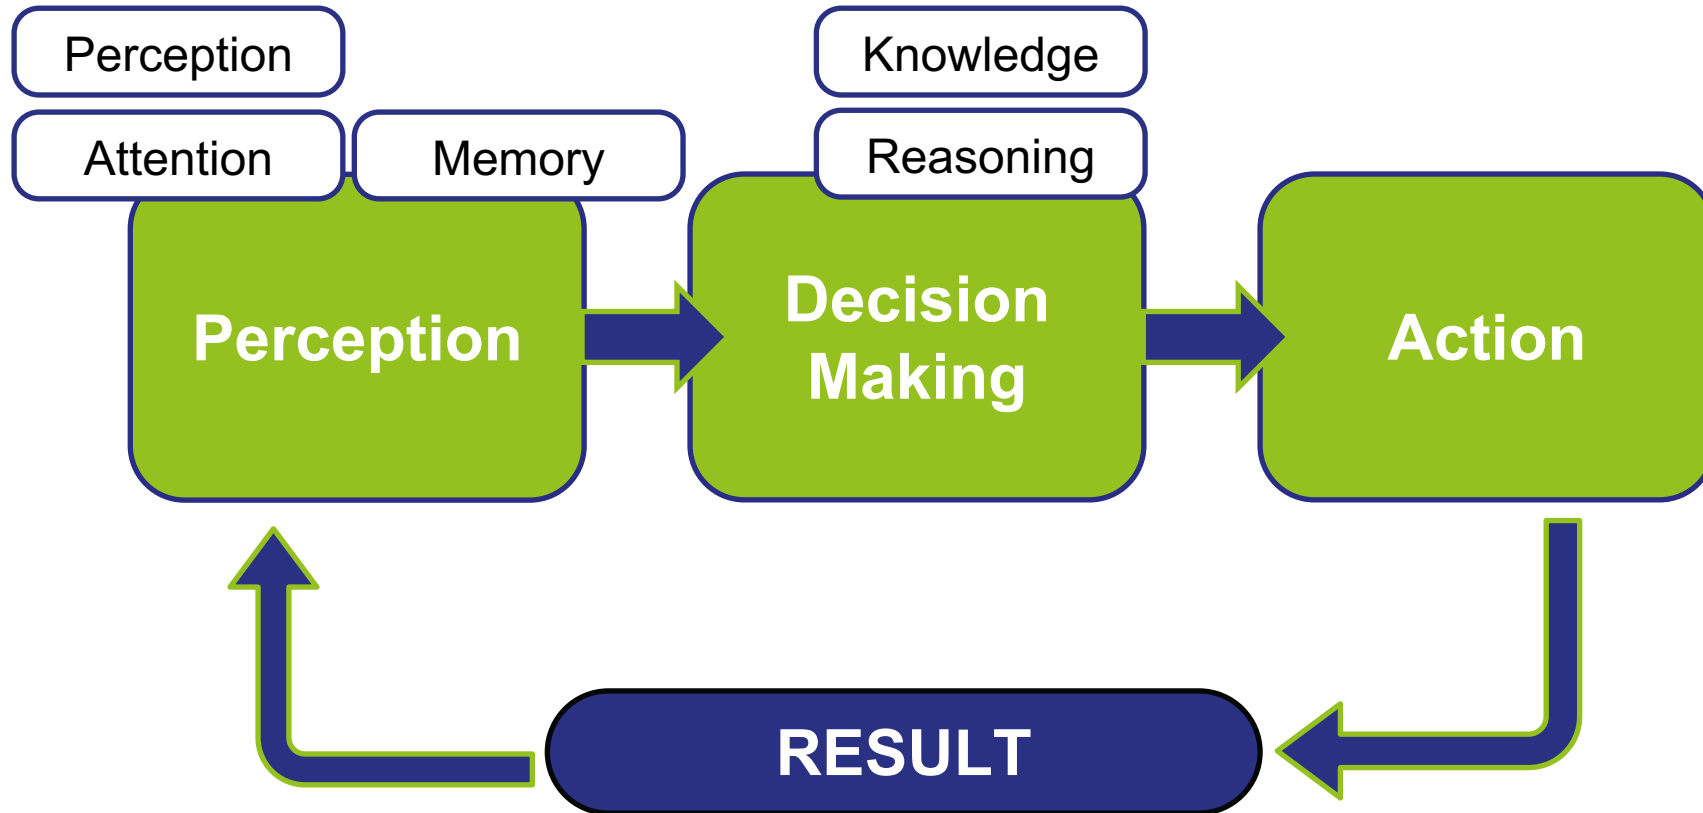 Perception
Attention
Memory
Knowledge
Reasoning
Perception
Decision
Making
Action
RESULT